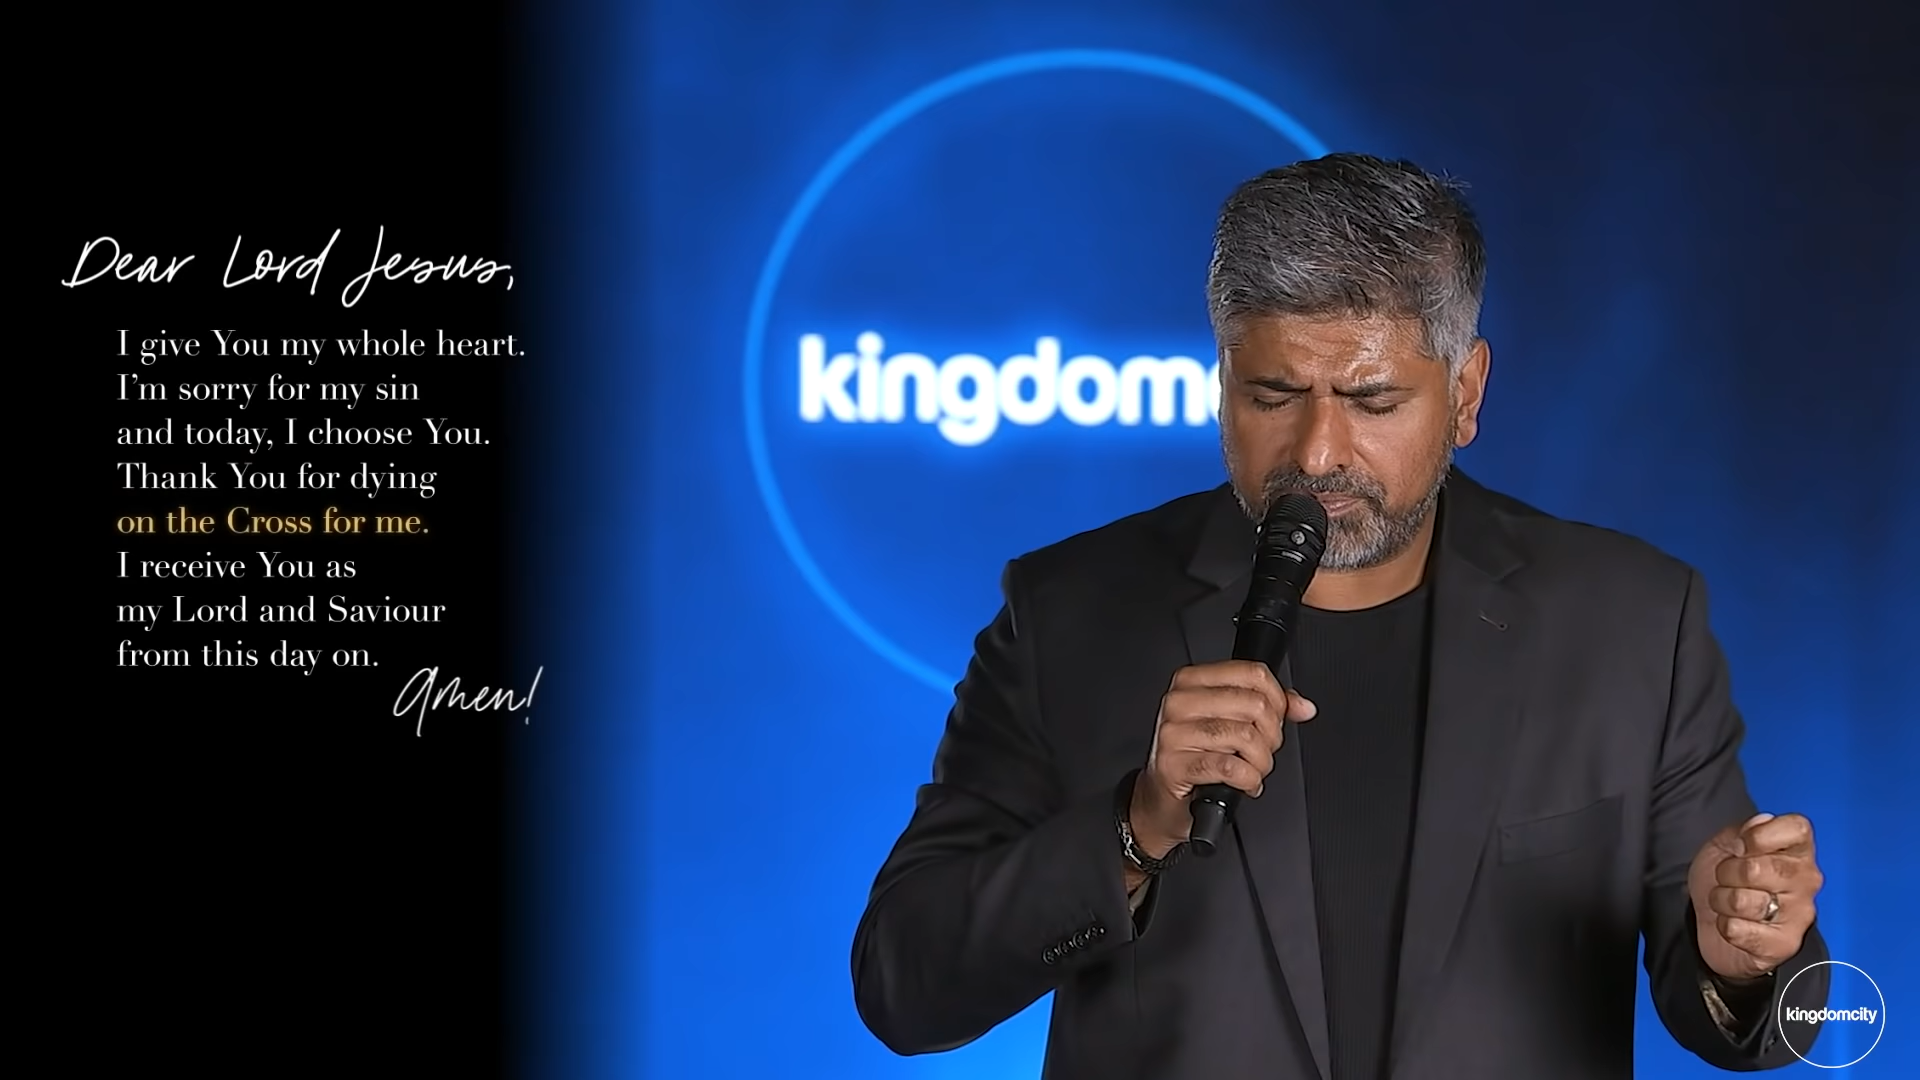 Dear Lord Jesus,
I give You my whole heart.
I'm sorry for my sin
and today, I choose You.
Thank You for dying
on the Cross for me.
I receive You as
my Lord and Saviour
from this day on.
Amen!
kingdomc
kingdomcity